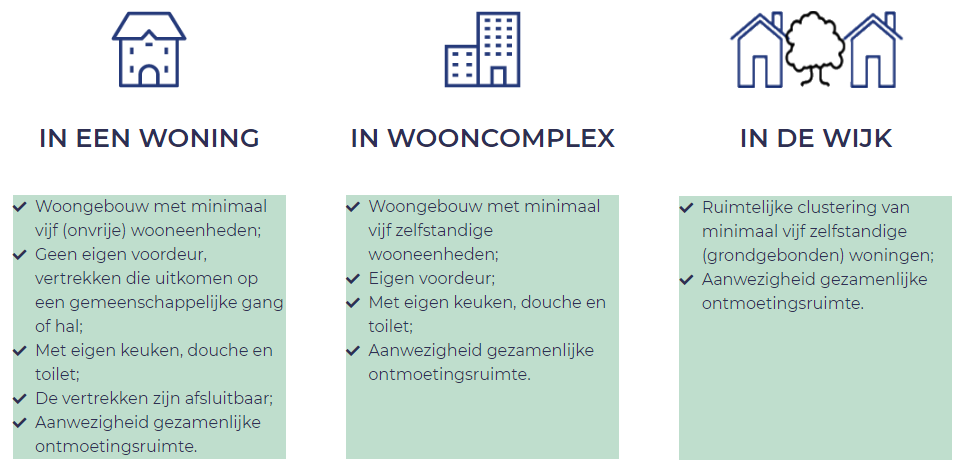 IN EEN WONING
Woongebouw met minimaal
vijf (onvrije) wooneenheden;
Geen eigen voordeur,
vertrekken die uitkomen op
een gemeenschappelijke gang
of hal;
Met eigen keuken, douche en
toilet;
De vertrekken zijn afsluitbaar;
Aanwezigheid gezamenlijke
ontmoetingsruimte.
IN WOONCOMPLEX
Woongebouw met minimaal
vijf zelfstandige
wooneenheden;
Eigen voordeur;
Met eigen keuken, douche en
toilet;
Aanwezigheid gezamenlijke
ontmoetingsruimte.
IN DE WIJK
Ruimtelijke clustering van
minimaal vijf zelfstandige
(grondgebonden) woningen;
Aanwezigheid gezamenlijke
ontmoetingsruimte.